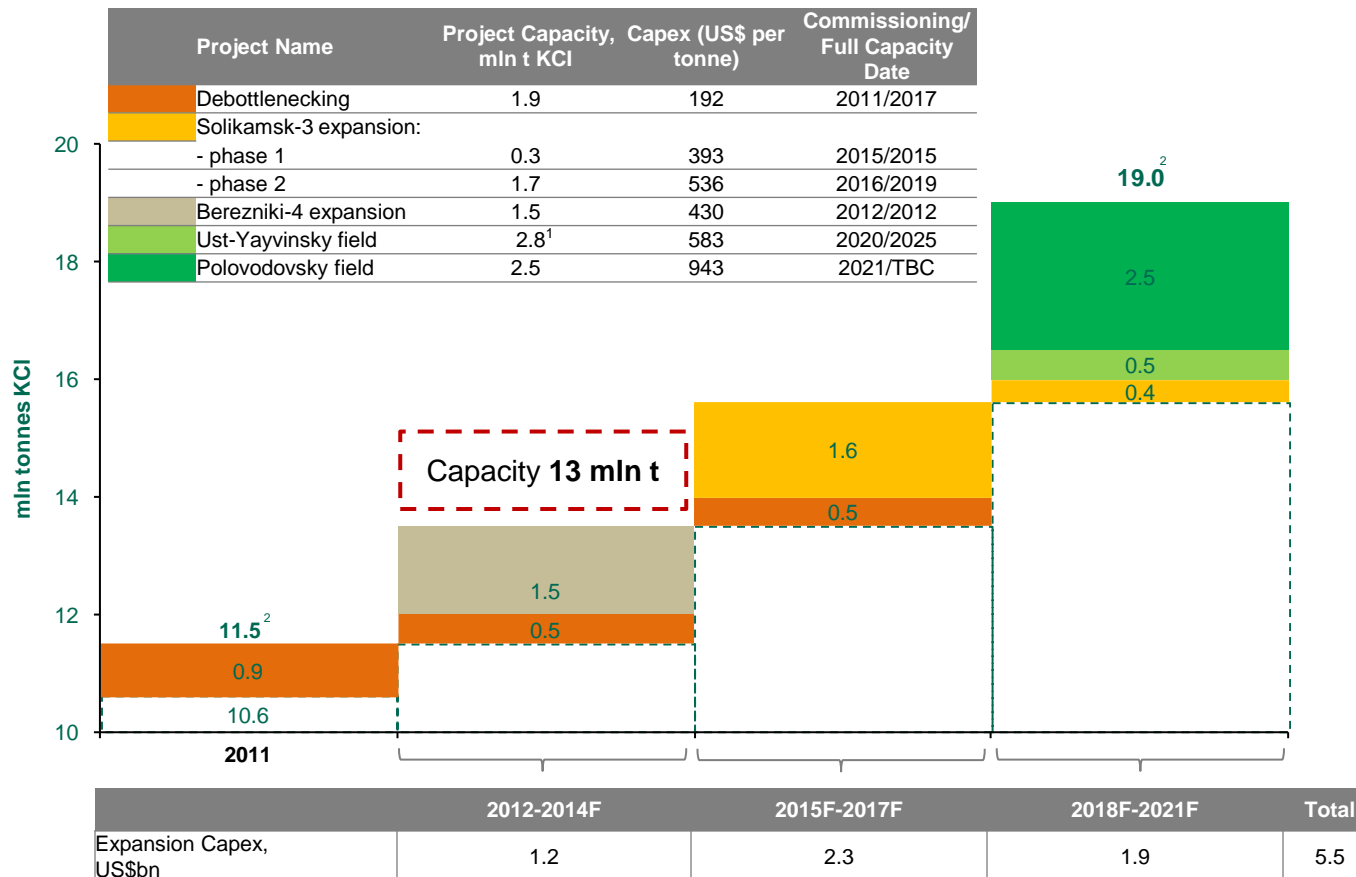 Project Name Project Capacity, mln t KCl Capex (US$ per tonne) Commissioning/ Full Capacity Date
Debottlenecking 1.9 192 2011/2017
Solikamsk-3 expansion:
- phase 1 0.3 393 2015/2015
- phase 2 1.7 536 2016/2019
Berezniki-4 expansion 1.5 430 2012/2012
Ust-Yayvinsky field 2.8¹ 583 2020/2025
Polovodovsky field 2.5 943 2021/TBC
mln tonnes KCl
20
18
16
14
12
10
11.5²
0.9
10.6
2011
Capacity 13 mln t
1.5
0.5
1.6
0.5
19.0²
2.5
0.5
0.4
2012-2014F 2015F-2017F 2018F-2021F Total
Expansion Capex,
US$bn 1.2 2.3 1.9 5.5